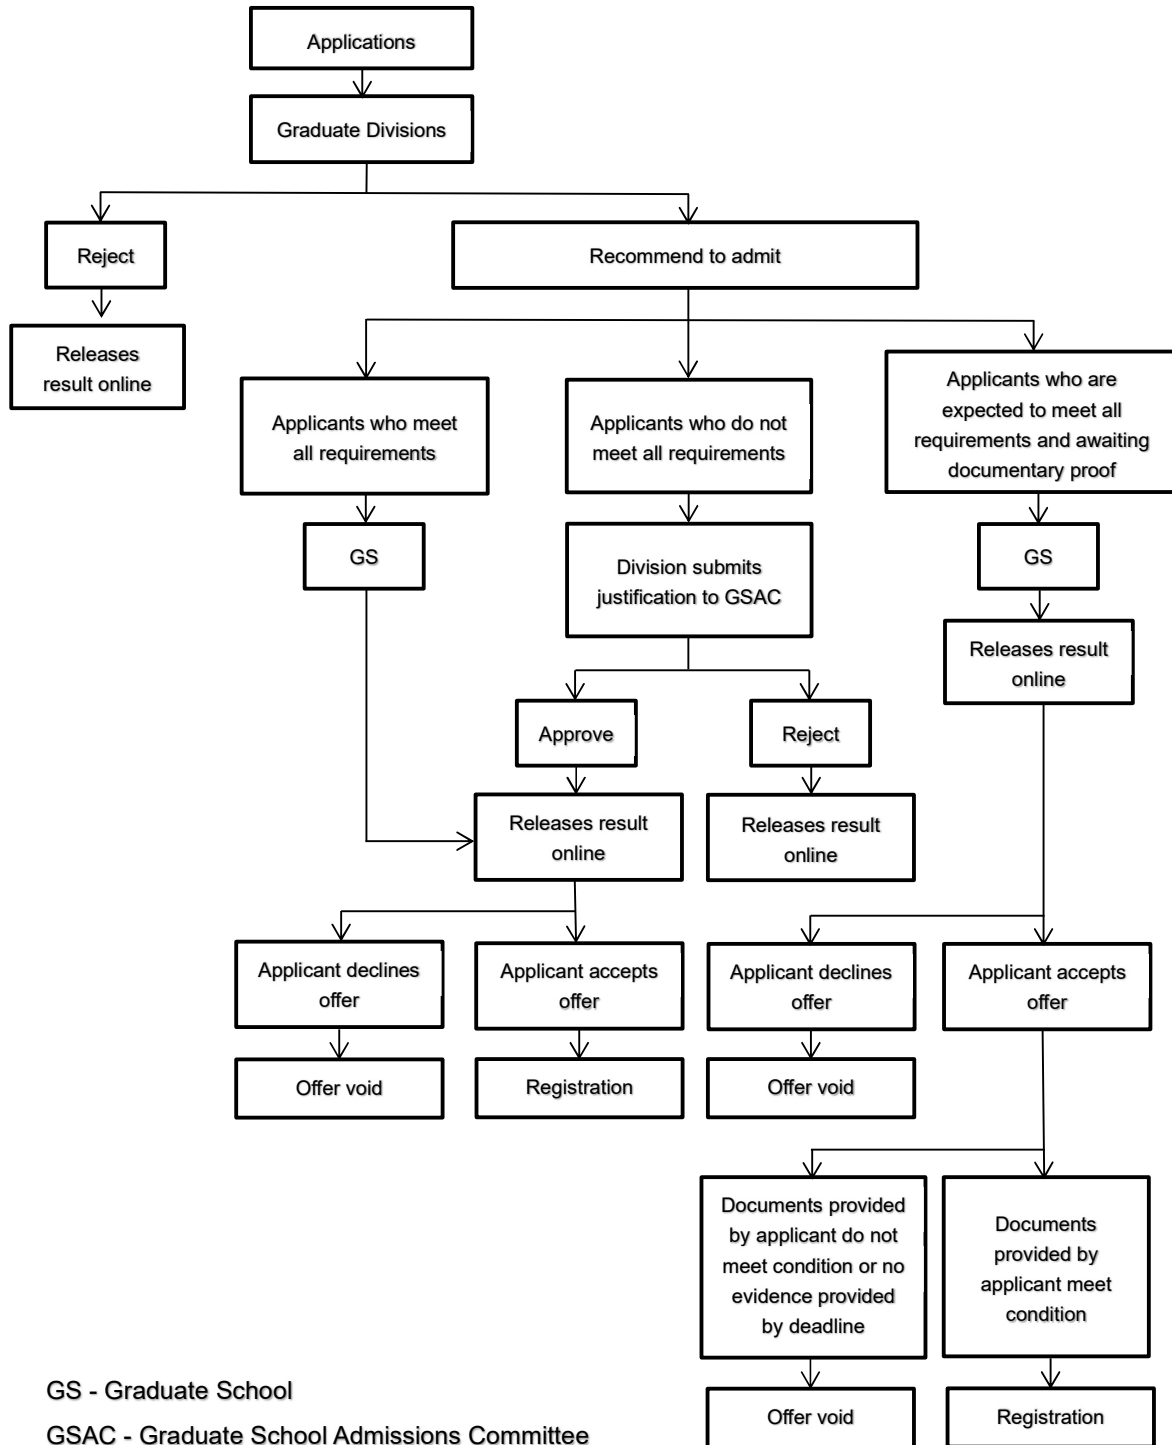 Applications
Graduate Divisions
Reject
Recommend to admit
Releases
result online
Applicants who meet
all requirements
Applicants who do not
meet all requirements
Applicants who are
expected to meet all
requirements and awaiting
documentary proof
GS
Division submits
justification to GSAC
GS
Releases result
online
Approve
Reject
Releases result
online
Releases result
online
Applicant declines
offer
Applicant accepts
offer
Applicant declines
offer
Applicant accepts
offer
Offer void
Registration
Offer void
Documents provided
by applicant do not
meet condition or no
evidence provided
by deadline
Documents
provided by
applicant meet
condition
Offer void
Registration
GS - Graduate School
GSAC - Graduate School Admissions Committee